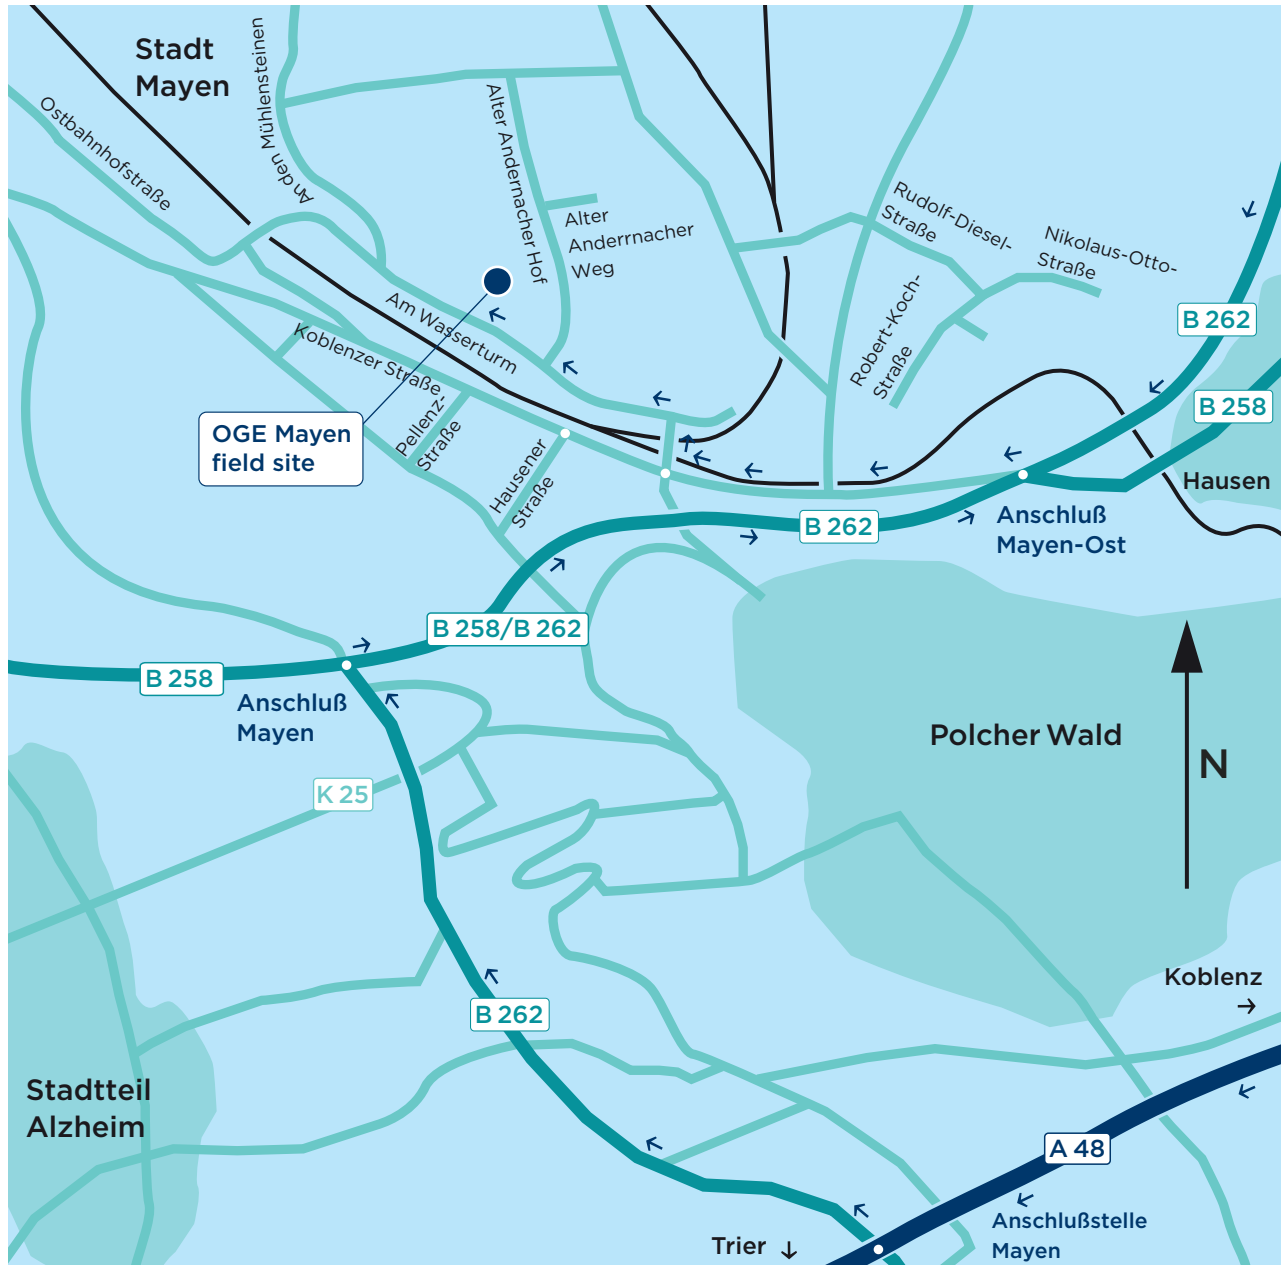 Stadt
Mayen
Ostbahnhofstraße
An den Mühlensteinen
Alter Andernacher Hof
Alter
Anderrnacher
Weg
Rudolf-Diesel-
Straße
Nikolaus-Otto-
Straße
Robert-Koch-
Straße
Am Wasserturm
Koblenzer Straße
Pellenz-
Straße
Hausener
Straße
OGE Mayen
field site
B 262
B 258
Hausen
B 262
Anschluß
Mayen-Ost
B 258/B 262
B 258
Anschluß
Mayen
K 25
Polcher Wald
N
Koblenz
B 262
Stadtteil
Alzheim
A 48
Anschlußstelle
Mayen
Trier